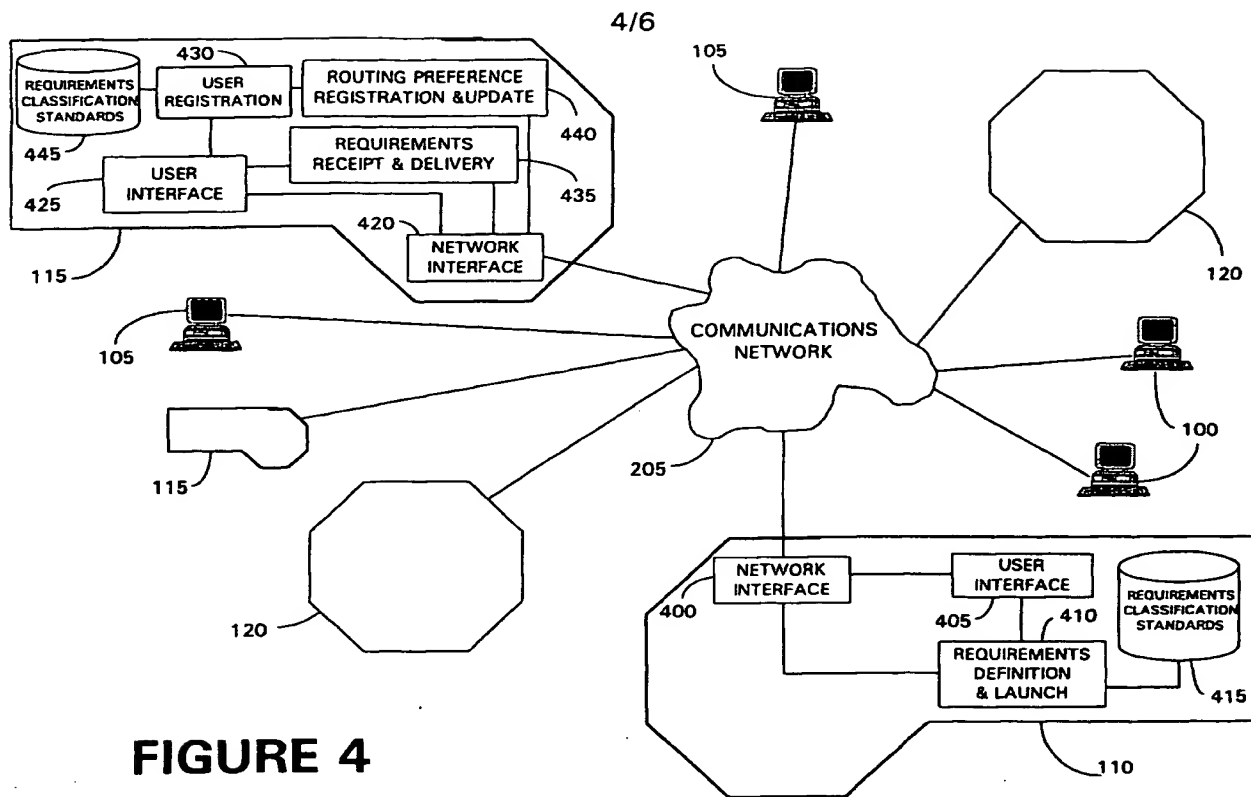 4/6
430
105
REQUIREMENTS
CLASSIFICATION
STANDARDS
USER
REGISTRATION
ROUTING PREFERENCE
REGISTRATION &UPDATE
445
440
REQUIREMENTS
RECEIPT & DELIVERY
425
USER
INTERFACE
435
420
NETWORK
INTERFACE
115
120
105
COMMUNICATIONS
NETWORK
100
115
205
NETWORK
INTERFACE
USER
INTERFACE
REQUIREMENTS
CLASSIFICATION
STANDARDS
400
405
410
120
REQUIREMENTS
DEFINITION
& LAUNCH
415
FIGURE 4
110